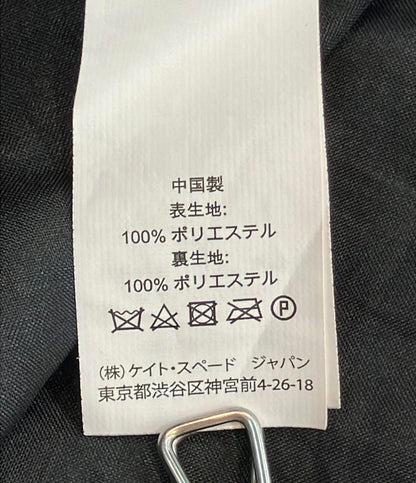 中国製
表生地:
100% ポリエステル
裏生地:
100% ポリエステル
P
（株）ケイト・スペード ジャパン
東京都渋谷区神宮前4-26-18